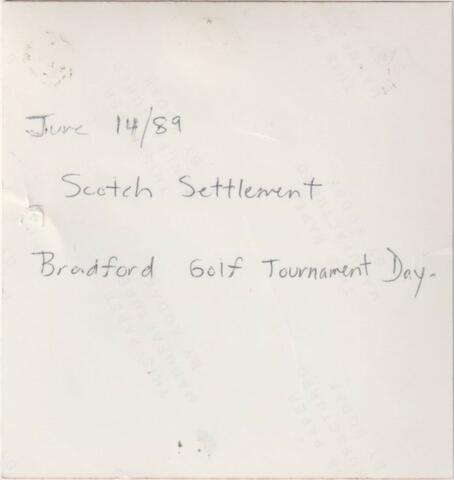 June 14/89
Scotch Settlement
Bradford Golf Tournament Day.